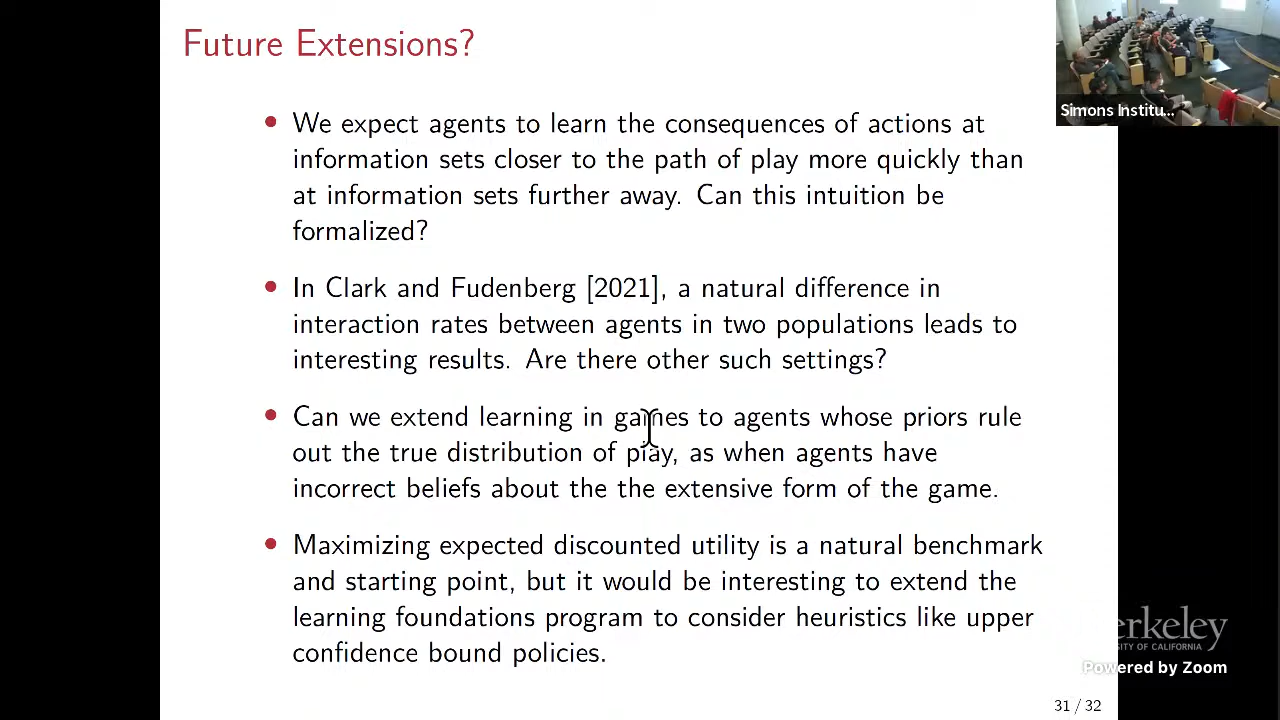 Future Extensions?
Simons Institu...
We expect agents to learn the consequences of actions at
information sets closer to the path of play more quickly than
at information sets further away. Can this intuition be
formalized?
In Clark and Fudenberg [2021], a natural difference in
interaction rates between agents in two populations leads to
interesting results. Are there other such settings?
Can we extend learning in games to agents whose priors rule
out the true distribution of play, as when agents have
incorrect beliefs about the the extensive form of the game.
Maximizing expected discounted utility is a natural benchmark
and starting point, but it would be interesting to extend the
learning foundations program to consider heuristics like upper
confidence bound policies.
erkeley
SITY OF CALIFORNIA
Powered by Zoom
31 / 32